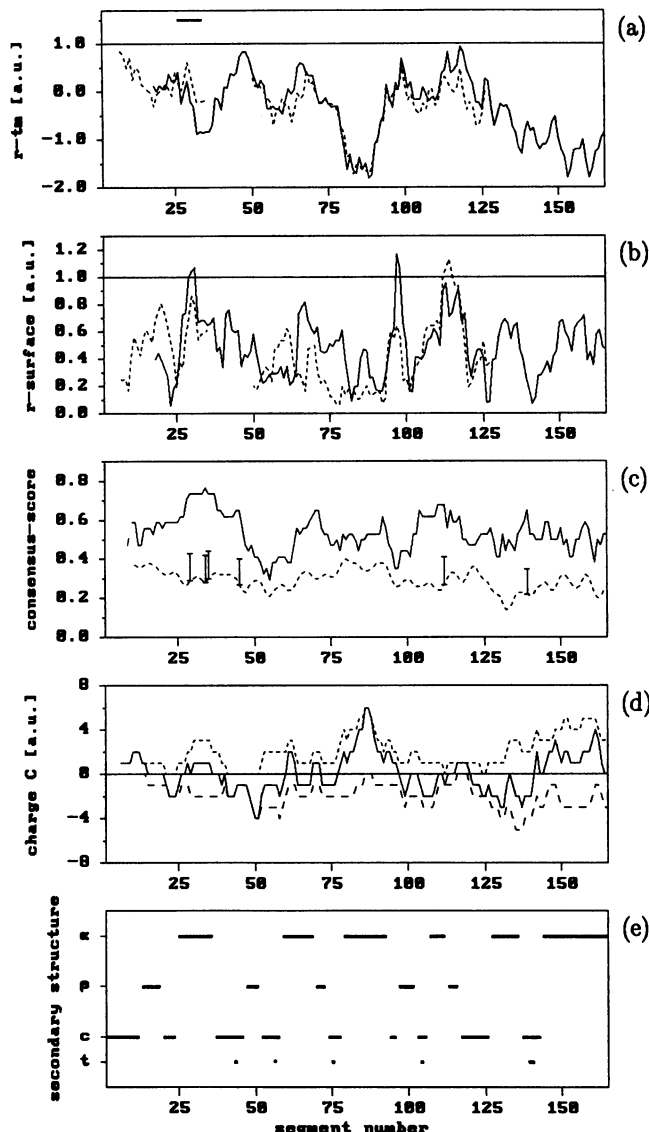 (a)
r-tm [a.u.]
1.0
0.0
-1.0
-2.0
25 50 75 100 125 150
(b)
r-surface [a.u.]
1.2
1.0
0.8
0.6
0.4
0.2
0.0
25 50 75 100 125 150
(c)
consensus-score
0.8
0.6
0.4
0.2
0.0
25 50 75 100 125 150
(d)
charge C [a.u.]
8
4
0
-4
-8
25 50 75 100 125 150
(e)
secondary structure
α
β
c
t
25 50 75 100 125 150
segment number